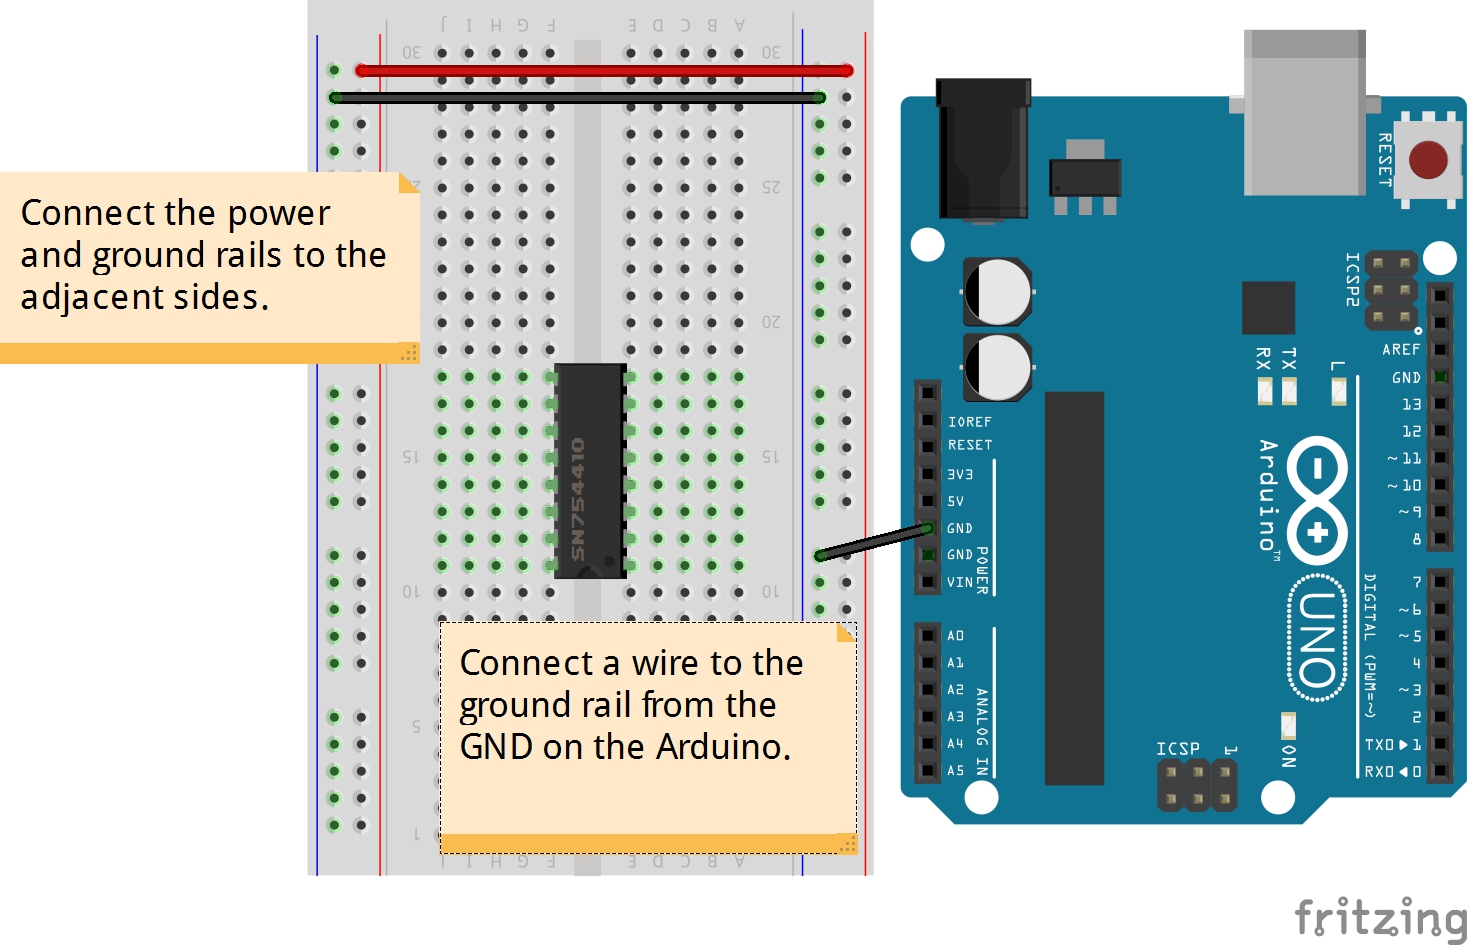 J I H G F E D C B A
30 30
25
25
20
15 15
10 10
5
1
J I H G F E D C B A
Connect the power
and ground rails to the
adjacent sides.
SN754410
Connect a wire to the
ground rail from the
GND on the Arduino.
RESET
ICSP2
IOREF
RESET
3V3
5V
GND
GND
VIN
POWER
A0
A1
A2
A3
A4
A5
ANALOG IN
RX
TX
L
Arduino™
UNO
AREF
GND
13
12
~11
~10
~9
8
7
~6
~5
4
~3
2
TX0▶1
RX0◀0
DIGITAL (PWM=~)
ICSP
1
ON
fritzing